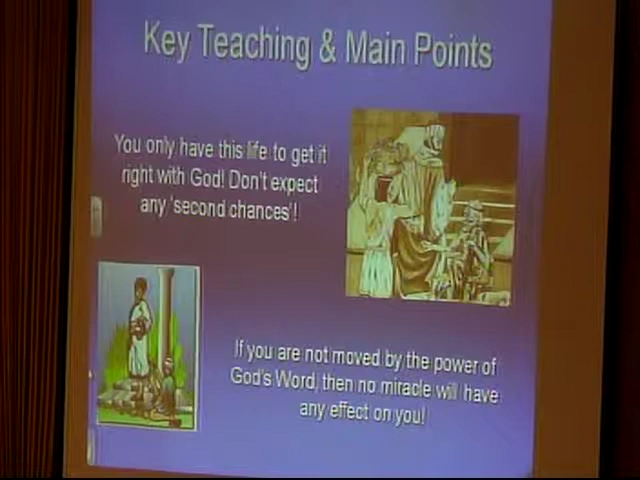 Key Teaching & Main Points
You only have this life to get it
right with God! Don't expect
any 'second chances'!
If you are not moved by the power of
God's Word, then no miracle will have
any effect on you!